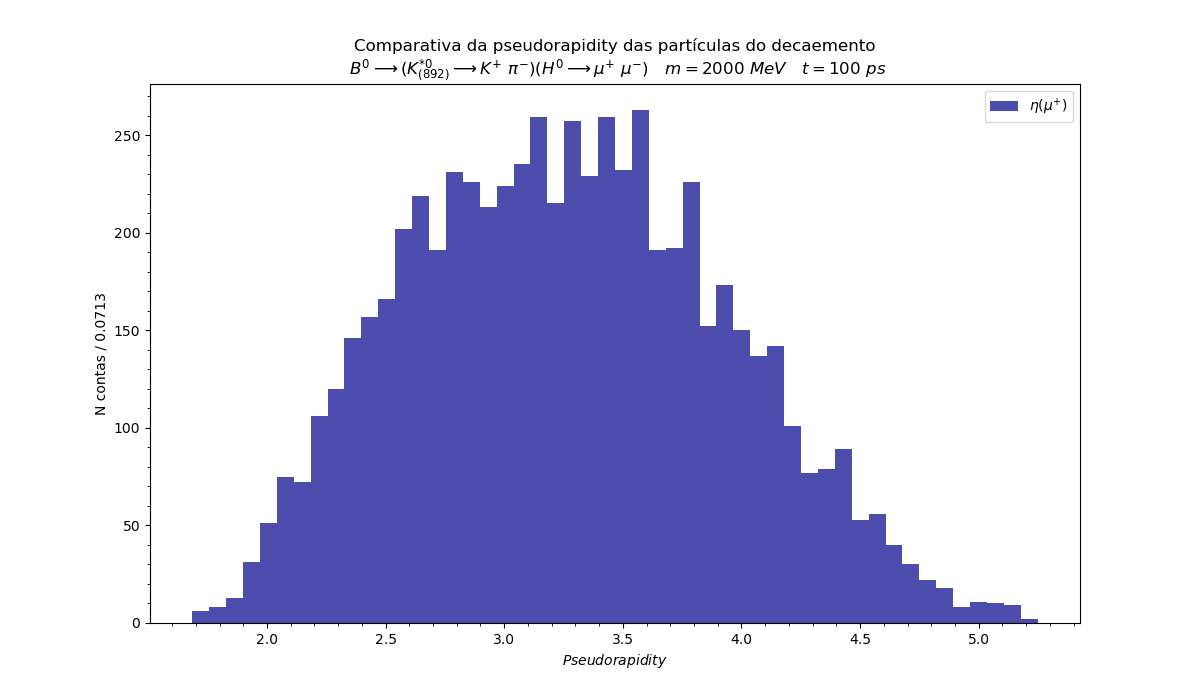 Comparativa da pseudorapidity das partículas do decaemento
B⁰ ⟶ (K*⁰₍₈₉₂₎ ⟶ K⁺ π⁻)(H⁰ ⟶ μ⁺ μ⁻)   m = 2000 MeV   t = 100 ps
η(μ⁺)
250
200
150
100
50
0
N contas / 0.0713
2.0 2.5 3.0 3.5 4.0 4.5 5.0
Pseudorapidity